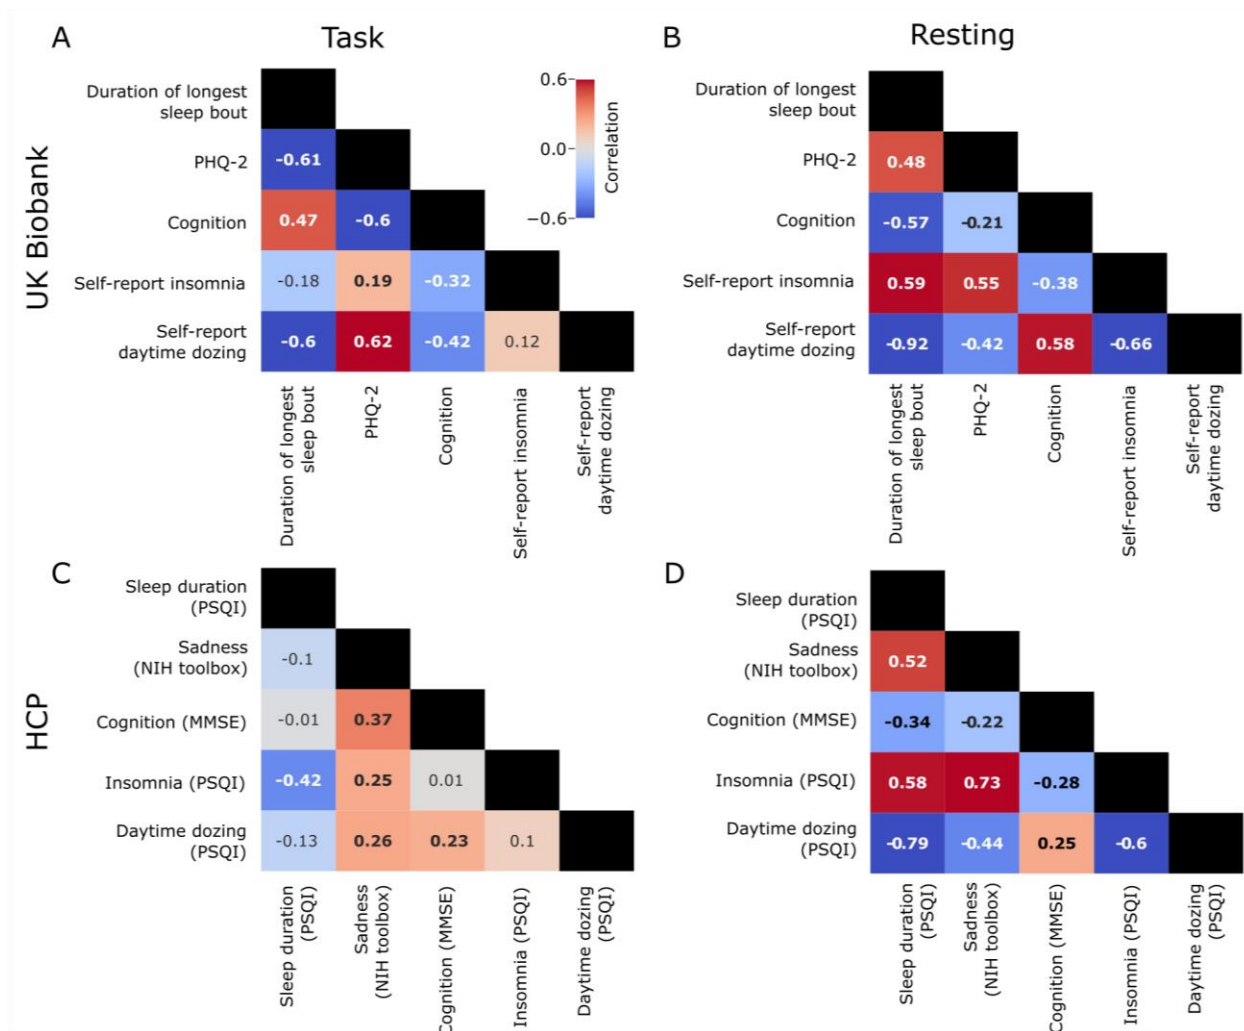 A
Task
B
Resting
UK Biobank
Duration of longest
sleep bout
PHQ-2
Cognition
Self-report insomnia
Self-report
daytime dozing
-0.61
0.47
-0.6
-0.18
0.19
-0.32
-0.6
0.62
-0.42
0.12
0.6
0.0
−0.6
Correlation
Duration of longest
sleep bout
PHQ-2
Cognition
Self-report insomnia
Self-report
daytime dozing
Duration of longest
sleep bout
PHQ-2
Cognition
Self-report insomnia
Self-report
daytime dozing
0.48
-0.57
-0.21
0.59
0.55
-0.38
-0.92
-0.42
0.58
-0.66
Duration of longest
sleep bout
PHQ-2
Cognition
Self-report insomnia
Self-report
daytime dozing
HCP
C
Sleep duration
(PSQI)
Sadness
(NIH toolbox)
Cognition (MMSE)
Insomnia (PSQI)
Daytime dozing
(PSQI)
-0.1
-0.01
0.37
-0.42
0.25
0.01
-0.13
0.26
0.23
0.1
Sleep duration
(PSQI)
Sadness
(NIH toolbox)
Cognition (MMSE)
Insomnia (PSQI)
Daytime dozing
(PSQI)
D
Sleep duration
(PSQI)
Sadness
(NIH toolbox)
Cognition (MMSE)
Insomnia (PSQI)
Daytime dozing
(PSQI)
0.52
-0.34
-0.22
0.58
0.73
-0.28
-0.79
-0.44
0.25
-0.6
Sleep duration
(PSQI)
Sadness
(NIH toolbox)
Cognition (MMSE)
Insomnia (PSQI)
Daytime dozing
(PSQI)